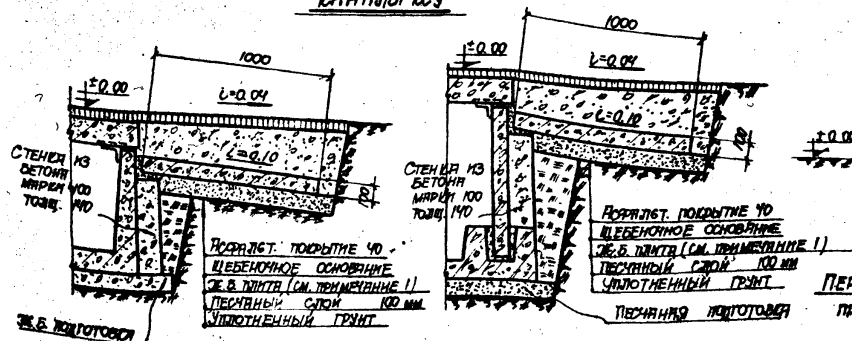 1000
±0.00
i=0.04
i=0.10
100
СТЕНКА ИЗ
БЕТОНА
МАРКИ 100
ТОЛЩ. 140
АСФАЛЬТ. ПОКРЫТИЕ 40
ЩЕБЕНОЧНОЕ ОСНОВАНИЕ
Ж.Б. ПЛИТА (СМ. ПРИМЕЧАНИЕ 1)
ПЕСЧАНЫЙ СЛОЙ 100 ММ
УПЛОТНЕННЫЙ ГРУНТ
Ж.Б. ПОДГОТОВКА
1000
±0.00
i=0.04
i=0.10
100
СТЕНКА ИЗ
БЕТОНА
МАРКИ 100
ТОЛЩ. 140
АСФАЛЬТ. ПОКРЫТИЕ 40
ЩЕБЕНОЧНОЕ ОСНОВАНИЕ
Ж.Б. ПЛИТА (СМ. ПРИМЕЧАНИЕ 1)
ПЕСЧАНЫЙ СЛОЙ 100 ММ
УПЛОТНЕННЫЙ ГРУНТ
ПЕСЧАНАЯ ПОДГОТОВКА
±0.00